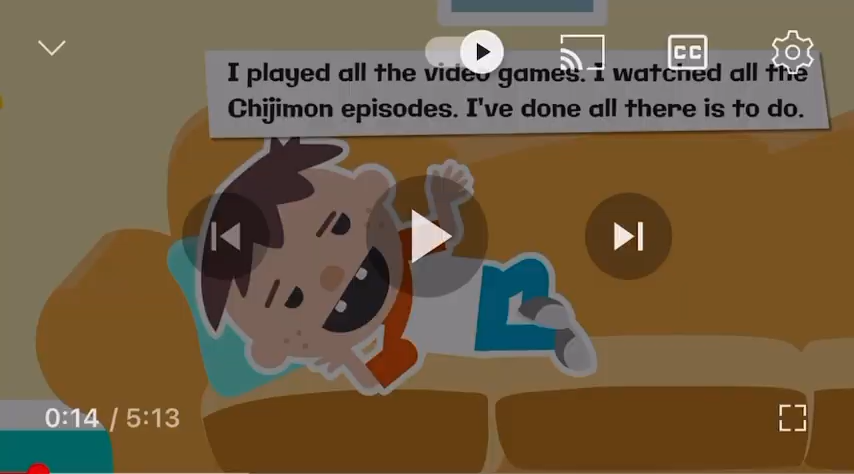 CC
I played all the video games. I watched all the
Chijimon episodes. I've done all there is to do.
0:14 / 5:13